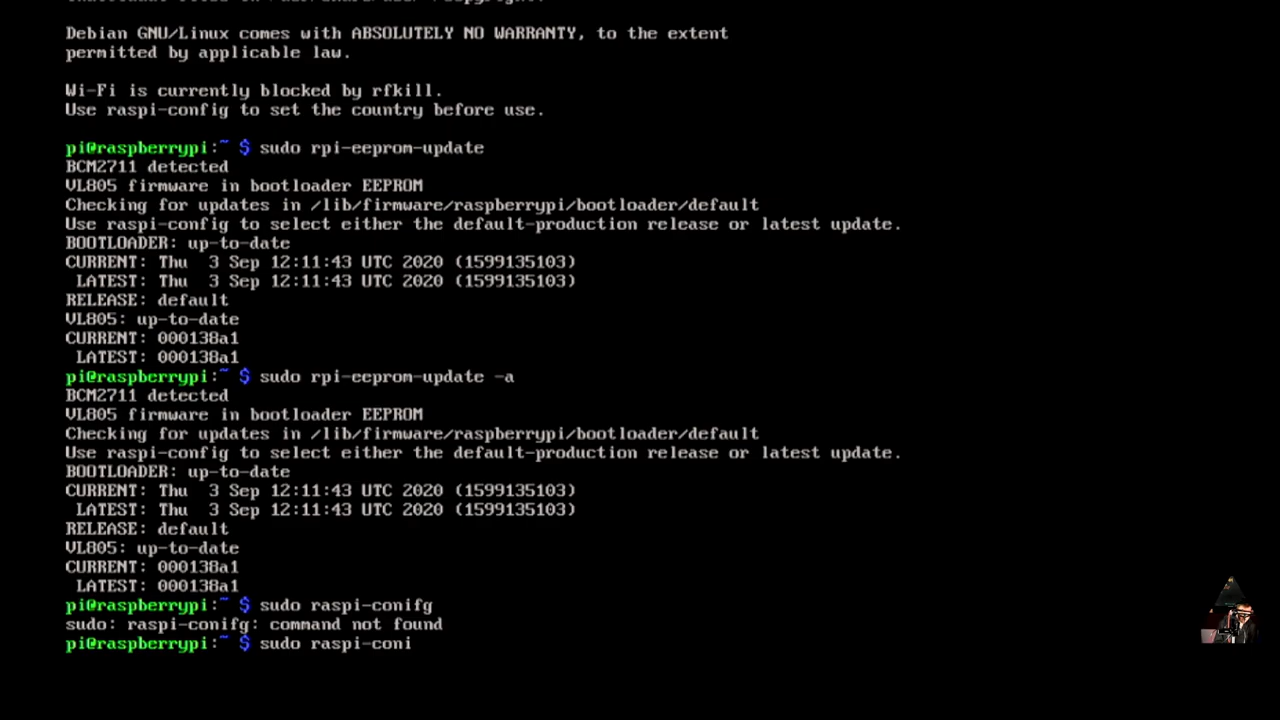 Debian GNU/Linux comes with ABSOLUTELY NO WARRANTY, to the extent
permitted by applicable law.
Wi-Fi is currently blocked by rfkill.
Use raspi-config to set the country before use.
pi@raspberrypi:~ $ sudo rpi-eeprom-update
BCM2711 detected
VL805 firmware in bootloader EEPROM
Checking for updates in /lib/firmware/raspberrypi/bootloader/default
Use raspi-config to select either the default-production release or latest update.
BOOTLOADER: up-to-date
CURRENT: Thu  3 Sep 12:11:43 UTC 2020 (1599135103)
 LATEST: Thu  3 Sep 12:11:43 UTC 2020 (1599135103)
RELEASE: default
VL805: up-to-date
CURRENT: 000138a1
 LATEST: 000138a1
pi@raspberrypi:~ $ sudo rpi-eeprom-update -a
BCM2711 detected
VL805 firmware in bootloader EEPROM
Checking for updates in /lib/firmware/raspberrypi/bootloader/default
Use raspi-config to select either the default-production release or latest update.
BOOTLOADER: up-to-date
CURRENT: Thu  3 Sep 12:11:43 UTC 2020 (1599135103)
 LATEST: Thu  3 Sep 12:11:43 UTC 2020 (1599135103)
RELEASE: default
VL805: up-to-date
CURRENT: 000138a1
 LATEST: 000138a1
pi@raspberrypi:~ $ sudo raspi-conifg
sudo: raspi-conifg: command not found
pi@raspberrypi:~ $ sudo raspi-coni